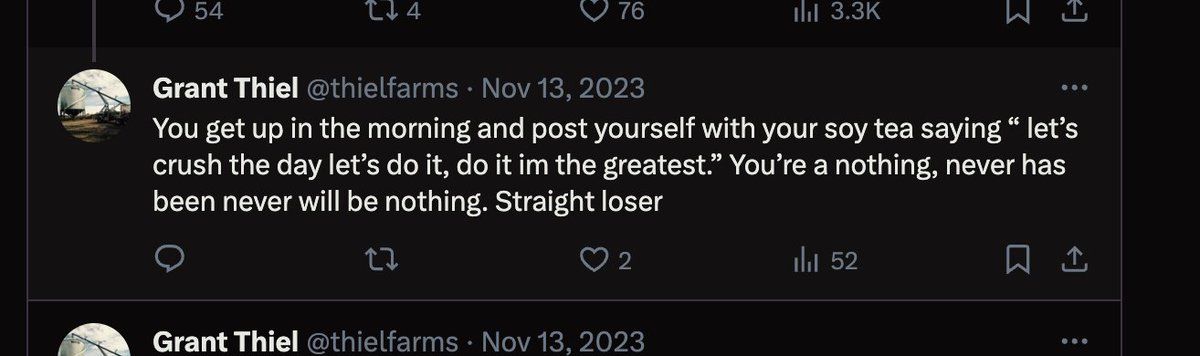 54 4 76 3.3K
Grant Thiel @thielfarms · Nov 13, 2023
You get up in the morning and post yourself with your soy tea saying “ let’s
crush the day let’s do it, do it im the greatest.” You’re a nothing, never has
been never will be nothing. Straight loser
2 52
Grant Thiel @thielfarms · Nov 13, 2023